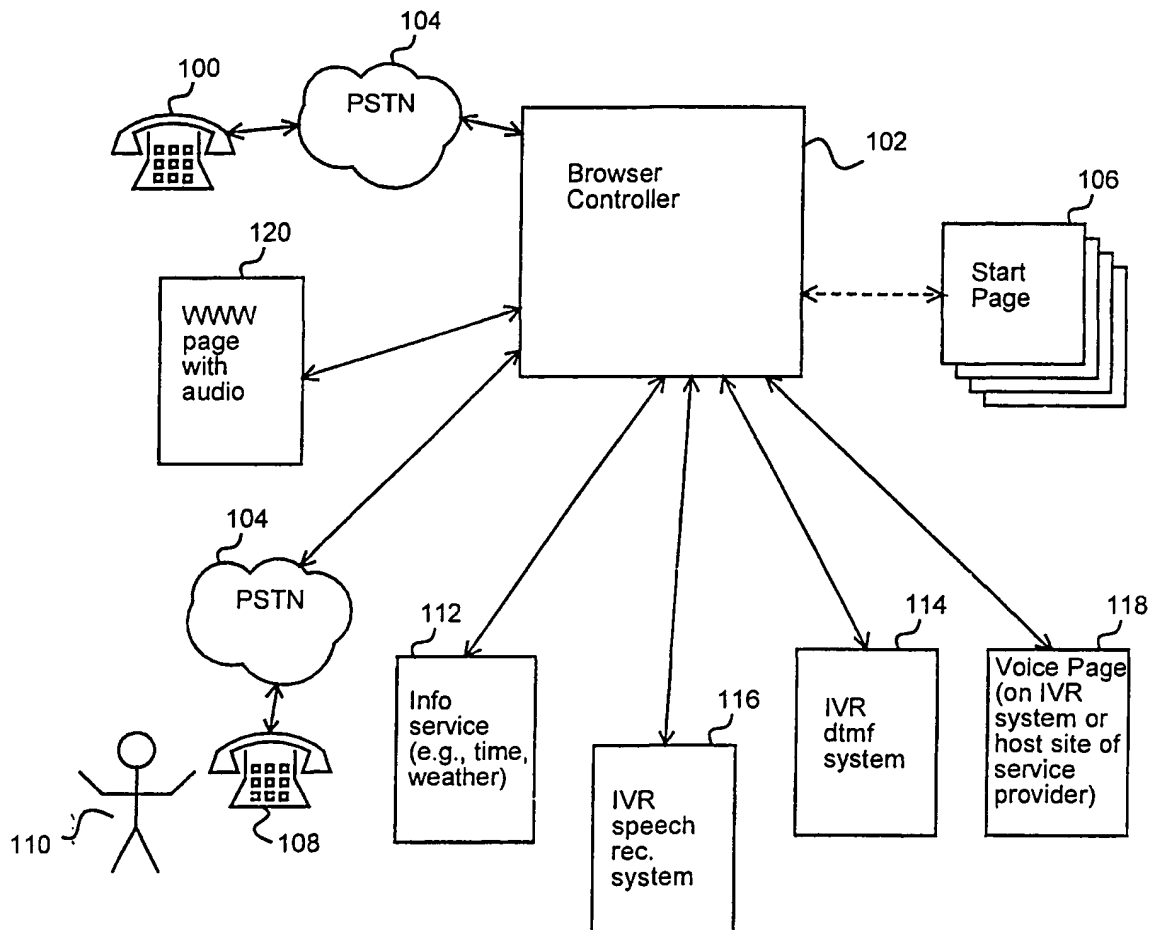 104
100
PSTN
102
Browser
Controller
106
Start
Page
120
WWW
page
with
audio
104
PSTN
112
Info
service
(e.g., time,
weather)
116
IVR
speech
rec.
system
114
IVR
dtmf
system
118
Voice Page
(on IVR
system or
host site of
service
provider)
110
108